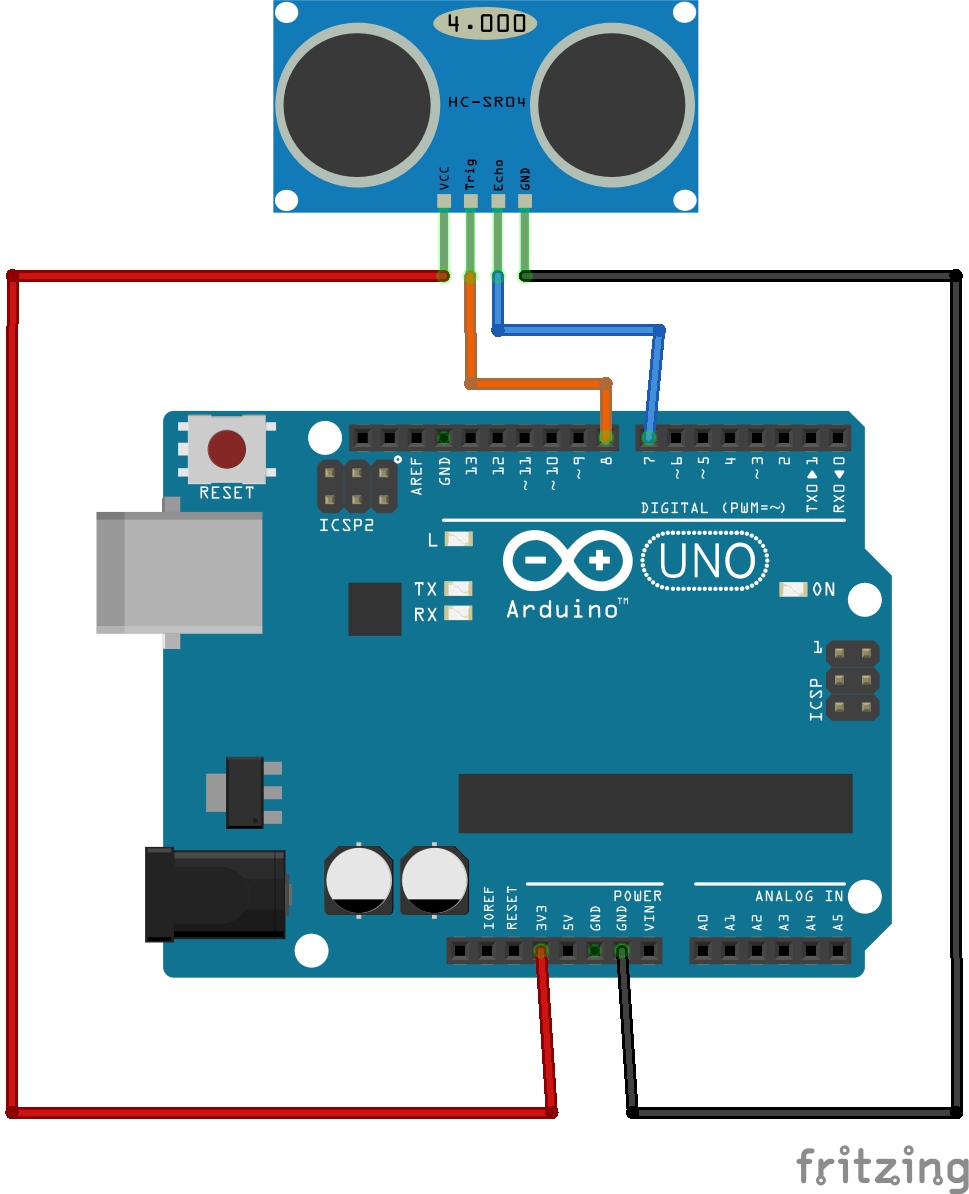 4.000
HC-SR04
VCC
Trig
Echo
GND
RESET
ICSP2
AREF
GND
13
12
~11
~10
~9
8
7
~6
~5
4
~3
2
TX0▶1
RX0◀0
DIGITAL (PWM=~)
L
TX
RX
UNO
Arduino™
ON
1
ICSP
IOREF
RESET
3V3
5V
GND
GND
VIN
POWER
ANALOG IN
A0
A1
A2
A3
A4
A5
fritzing